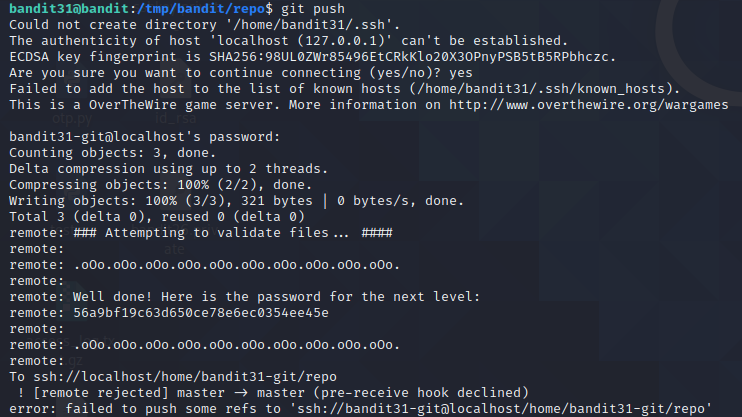 bandit31@bandit:/tmp/bandit/repo$ git push
Could not create directory '/home/bandit31/.ssh'.
The authenticity of host 'localhost (127.0.0.1)' can't be established.
ECDSA key fingerprint is SHA256:98UL0ZWr85496EtCRkKlo20X3OPnyPSB5tB5RPbhczc.
Are you sure you want to continue connecting (yes/no)? yes
Failed to add the host to the list of known hosts (/home/bandit31/.ssh/known_hosts).
This is a OverTheWire game server. More information on http://www.overthewire.org/wargames
bandit31-git@localhost's password:
Counting objects: 3, done.
Delta compression using up to 2 threads.
Compressing objects: 100% (2/2), done.
Writing objects: 100% (3/3), 321 bytes | 0 bytes/s, done.
Total 3 (delta 0), reused 0 (delta 0)
remote: ### Attempting to validate files... ####
remote:
remote: .oOo.oOo.oOo.oOo.oOo.oOo.oOo.oOo.oOo.oOo.
remote:
remote: Well done! Here is the password for the next level:
remote: 56a9bf19c63d650ce78e6ec0354ee45e
remote:
remote: .oOo.oOo.oOo.oOo.oOo.oOo.oOo.oOo.oOo.oOo.
remote:
To ssh://localhost/home/bandit31-git/repo
 ! [remote rejected] master -> master (pre-receive hook declined)
error: failed to push some refs to 'ssh://bandit31-git@localhost/home/bandit31-git/repo'